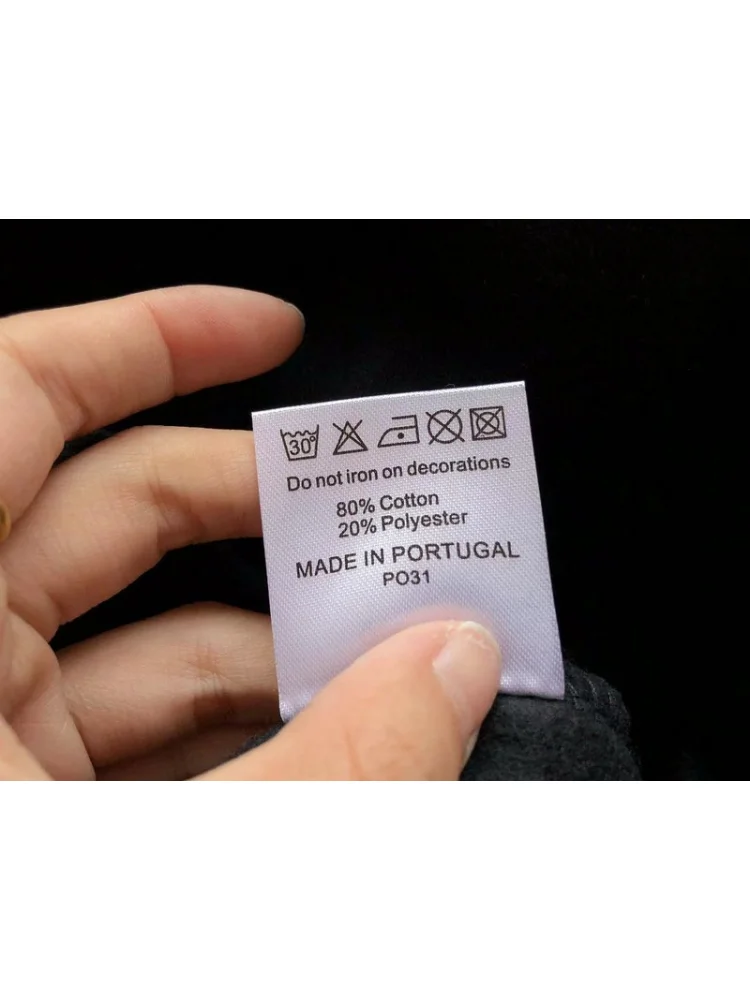 30°
Do not iron on decorations
80% Cotton
20% Polyester
MADE IN PORTUGAL
PO31